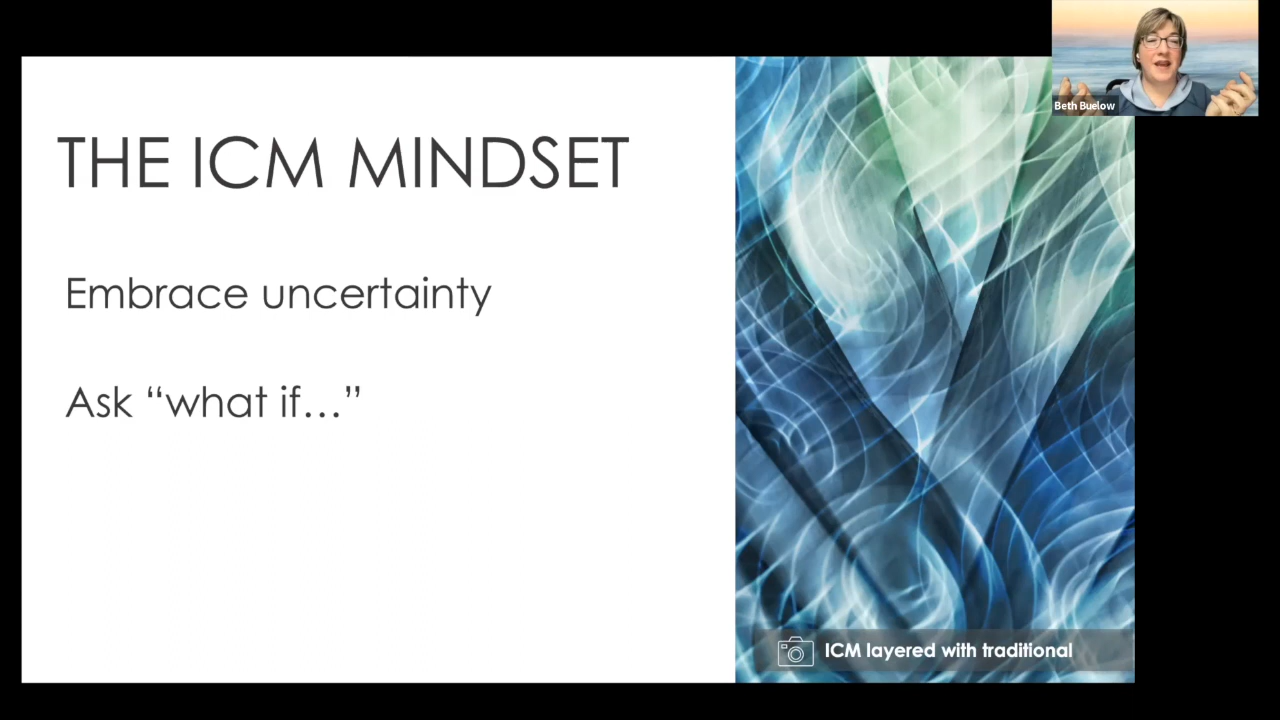 THE ICM MINDSET
Embrace uncertainty
Ask “what if...”
ICM layered with traditional
Beth Buelow